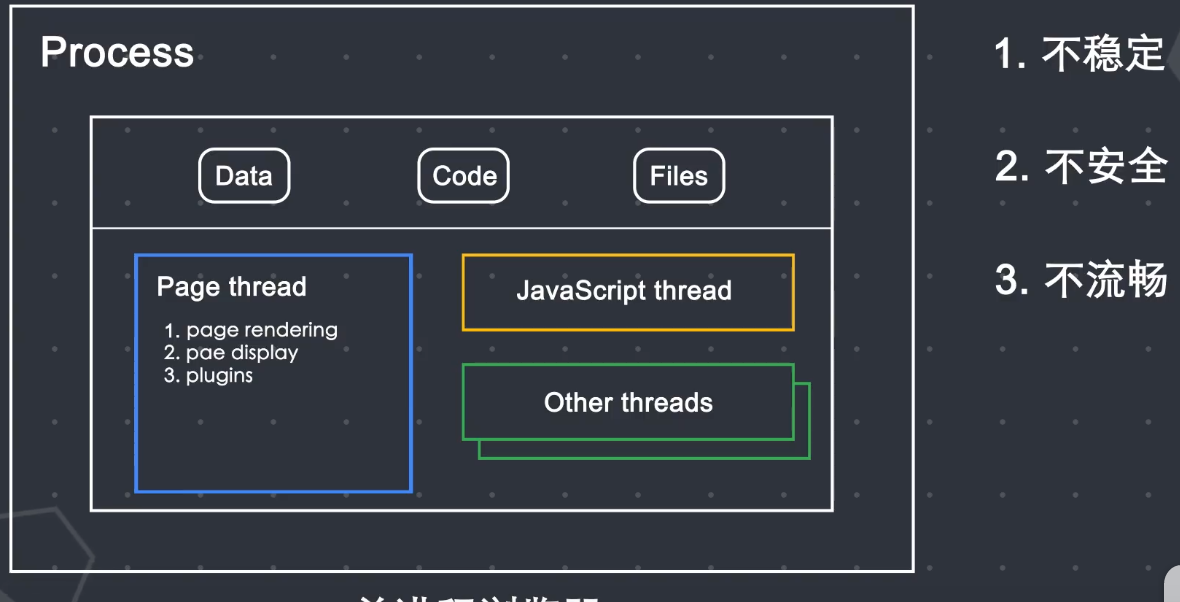 Process
Data
Code
Files
Page thread
1. page rendering
2. pae display
3. plugins
JavaScript thread
Other threads
1. 不稳定
2. 不安全
3. 不流畅